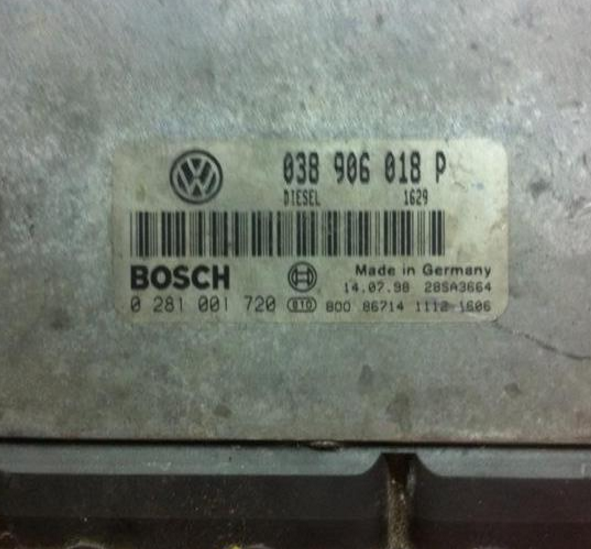 038 906 018 P
DIESEL 1629
BOSCH Made in Germany
14.07.98 28SA3664
0 281 001 720 010 800 86714 1112-1606